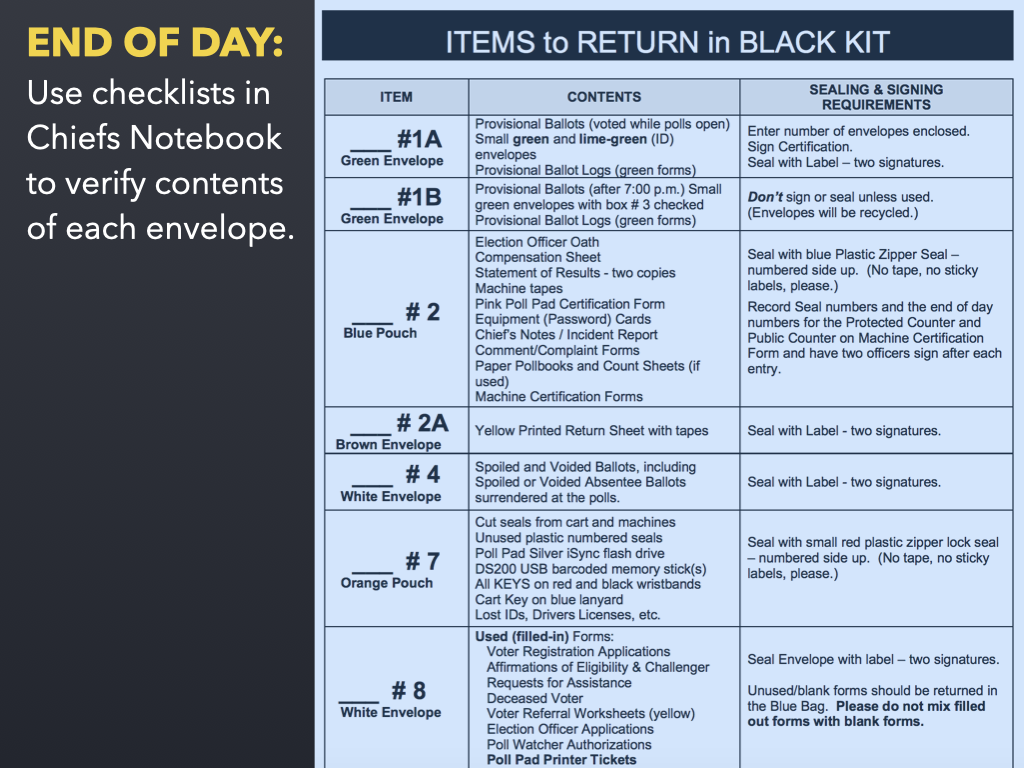 END OF DAY:
Use checklists in
Chiefs Notebook
to verify contents
of each envelope.
ITEMS to RETURN in BLACK KIT
ITEM
CONTENTS
SEALING & SIGNING
REQUIREMENTS
____ #1A
Green Envelope
Provisional Ballots (voted while polls open)
Small green and lime-green (ID)
envelopes
Provisional Ballot Logs (green forms)
Enter number of envelopes enclosed.
Sign Certification.
Seal with Label – two signatures.
____ #1B
Green Envelope
Provisional Ballots (after 7:00 p.m.) Small
green envelopes with box # 3 checked
Provisional Ballot Logs (green forms)
Don't sign or seal unless used.
(Envelopes will be recycled.)
____ # 2
Blue Pouch
Election Officer Oath
Compensation Sheet
Statement of Results - two copies
Machine tapes
Pink Poll Pad Certification Form
Equipment (Password) Cards
Chief's Notes / Incident Report
Comment/Complaint Forms
Paper Pollbooks and Count Sheets (if
used)
Machine Certification Forms
Seal with blue Plastic Zipper Seal –
numbered side up. (No tape, no sticky
labels, please.)
Record Seal numbers and the end of day
numbers for the Protected Counter and
Public Counter on Machine Certification
Form and have two officers sign after each
entry.
____ # 2A
Brown Envelope
Yellow Printed Return Sheet with tapes
Seal with Label - two signatures.
____ # 4
White Envelope
Spoiled and Voided Ballots, including
Spoiled or Voided Absentee Ballots
surrendered at the polls.
Seal with Label - two signatures.
____ # 7
Orange Pouch
Cut seals from cart and machines
Unused plastic numbered seals
Poll Pad Silver iSync flash drive
DS200 USB barcoded memory stick(s)
All KEYS on red and black wristbands
Cart Key on blue lanyard
Lost IDs, Drivers Licenses, etc.
Seal with small red plastic zipper lock seal
– numbered side up. (No tape, no sticky
labels, please.)
____ # 8
White Envelope
Used (filled-in) Forms:
Voter Registration Applications
Affirmations of Eligibility & Challenger
Requests for Assistance
Deceased Voter
Voter Referral Worksheets (yellow)
Election Officer Applications
Poll Watcher Authorizations
Poll Pad Printer Tickets
Seal Envelope with label – two signatures.
Unused/blank forms should be returned in
the Blue Bag. Please do not mix filled
out forms with blank forms.